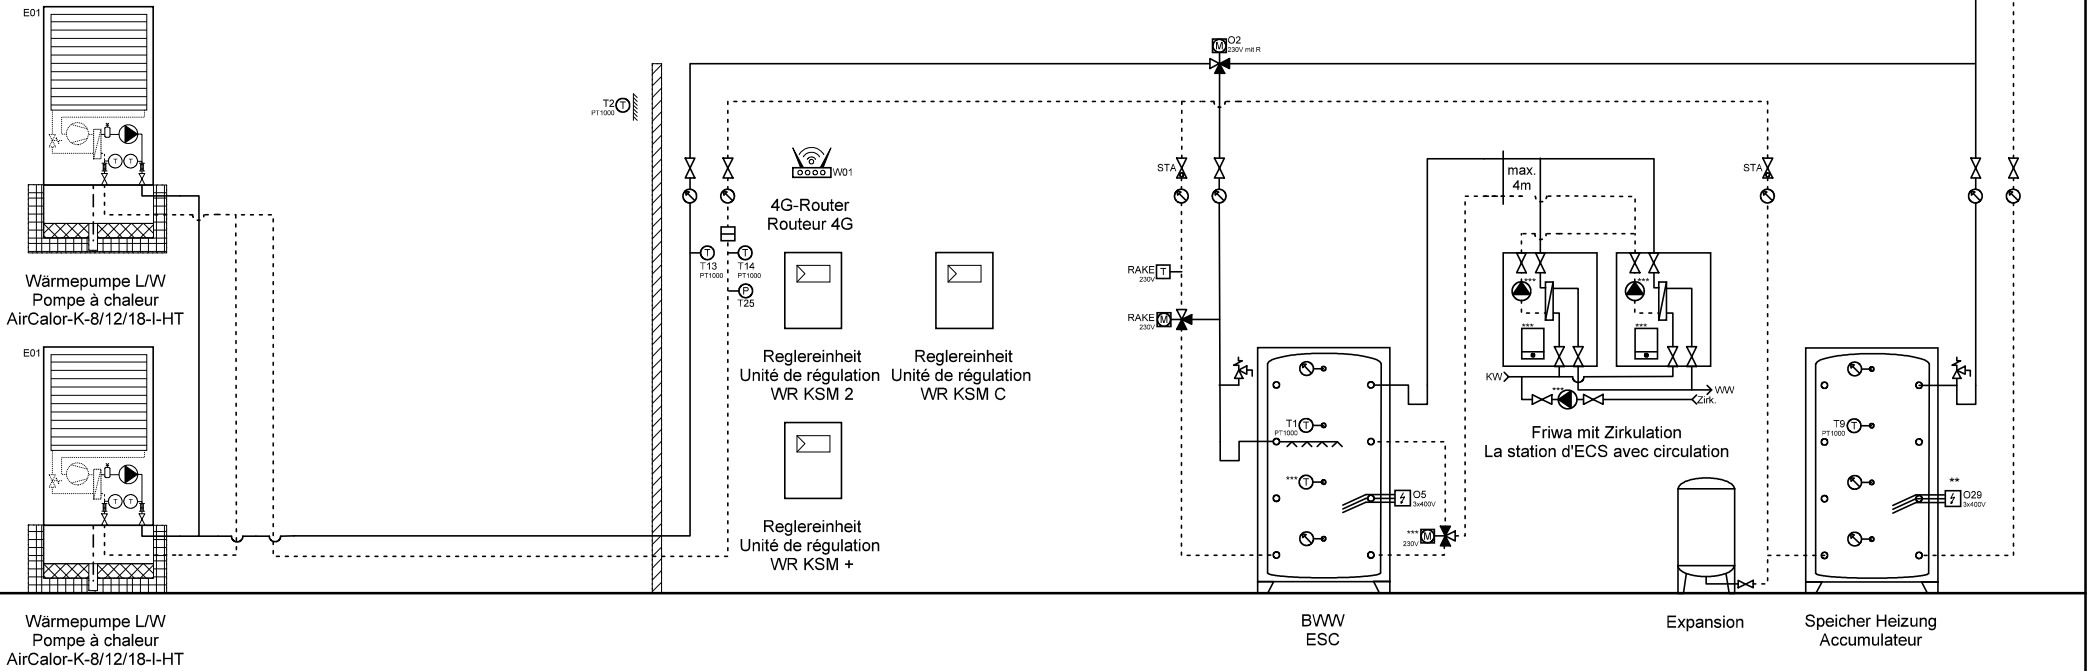 E01
Wärmepumpe L/W
Pompe à chaleur
AirCalor-K-8/12/18-I-HT
E01
Wärmepumpe L/W
Pompe à chaleur
AirCalor-K-8/12/18-I-HT
T
T
T
T
T2
PT1000
T
T
T13
PT1000
T
T14
PT1000
P
T25
W01
4G-Router
Routeur 4G
Reglereinheit
Unité de régulation
WR KSM 2
Reglereinheit
Unité de régulation
WR KSM C
Reglereinheit
Unité de régulation
WR KSM +
M
O2
230V mit R
STA
RAKE
230V
T
RAKE
230V
M
T1
PT1000
T
***
T
O5
3x400V
***
230V
M
BWW
ESC
max.
4m
***
***
***
***
KW
WW
***
Zirk.
Friwa mit Zirkulation
La station d'ECS avec circulation
STA
Expansion
T9
PT1000
T
**
O29
3x400V
Speicher Heizung
Accumulateur